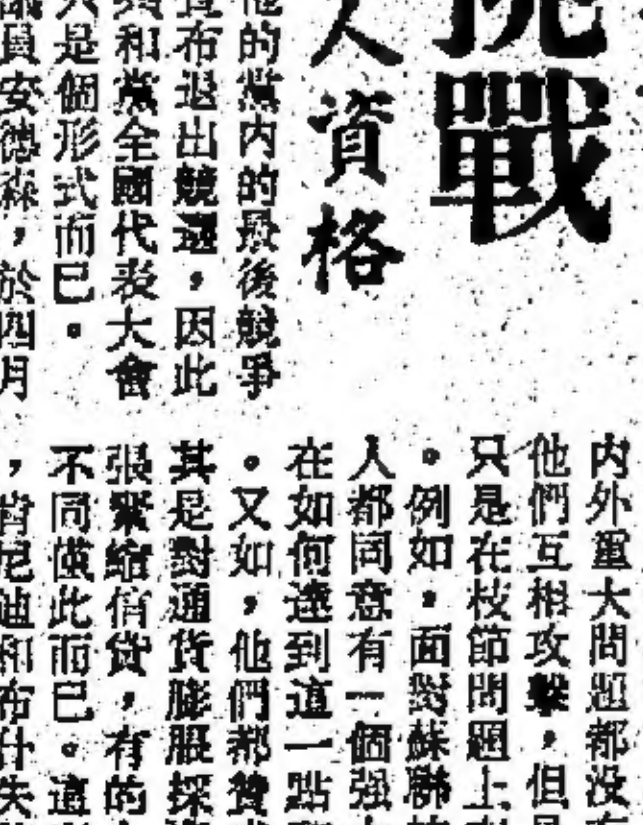 挑戰
人資格
他的黨內的最後競爭
宣布退出競選，因此
和黨全國代表大會
只是個形式而已。
議員安德森，於四月
內外重大問題都没
他們互相攻擊，但
只是在枝節問題上
。例如，面對蘇聯
人都同意有一個强
在如何達到這一點
。又如，他們都贊
其是對通貨膨脹採
張緊縮信貸，有的
不同僅此而已。這
，肯尼迪和布什失